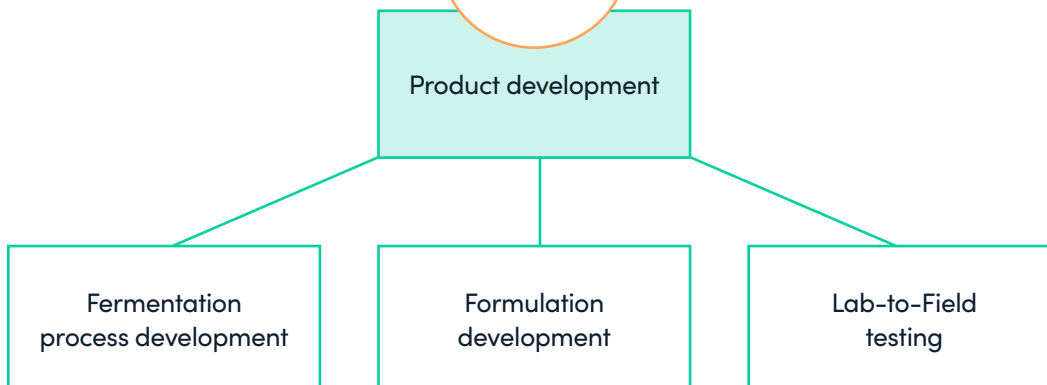 Product development
Fermentation
process development
Formulation
development
Lab-to-Field
testing